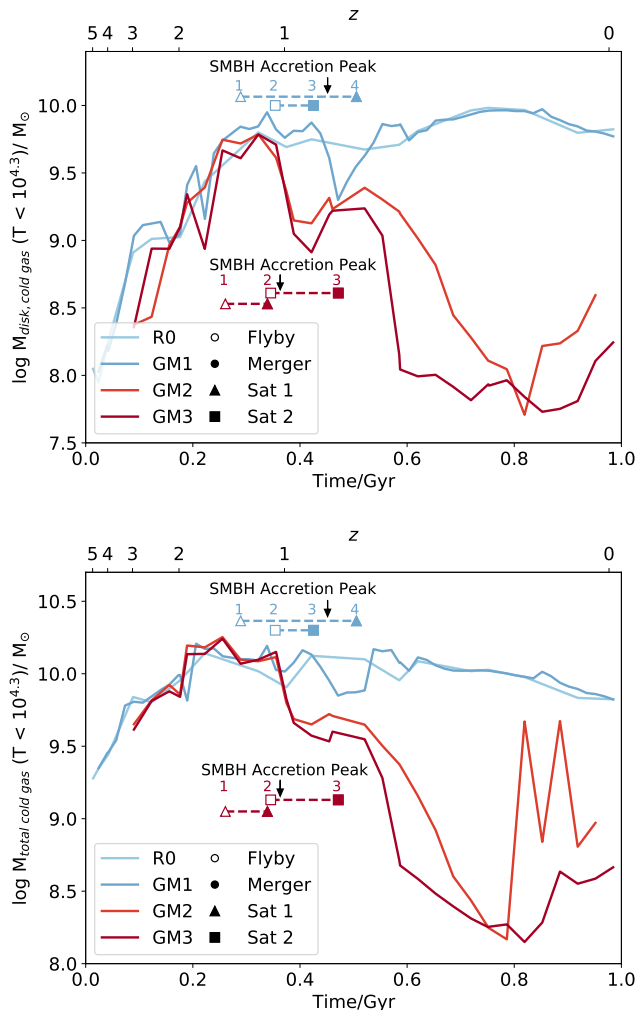 z
5 4 3 2 1 0
SMBH Accretion Peak
1 2 3 4
10.0
9.5
9.0
8.5
8.0
7.5
log M_disk, cold gas (T < 10^4.3)/ M_⊙
SMBH Accretion Peak
1 2 3
R0 Flyby
GM1 Merger
GM2 Sat 1
GM3 Sat 2
0.0 0.2 0.4 0.6 0.8 1.0
Time/Gyr
z
5 4 3 2 1 0
SMBH Accretion Peak
1 2 3 4
10.5
10.0
9.5
9.0
8.5
8.0
log M_total cold gas (T < 10^4.3)/ M_⊙
SMBH Accretion Peak
1 2 3
R0 Flyby
GM1 Merger
GM2 Sat 1
GM3 Sat 2
0.0 0.2 0.4 0.6 0.8 1.0
Time/Gyr